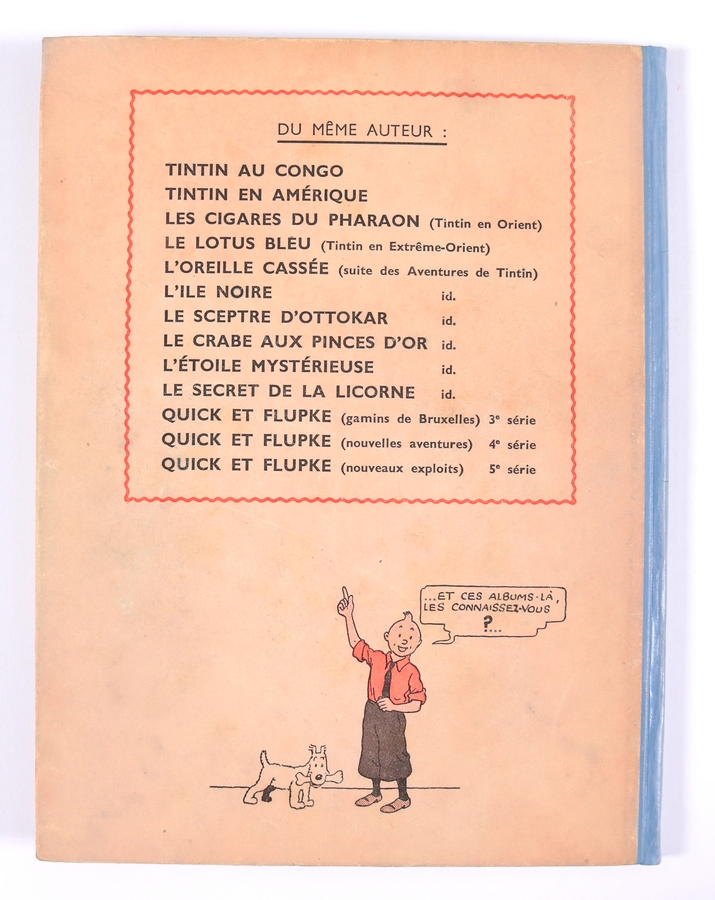 DU MÊME AUTEUR :
TINTIN AU CONGO
TINTIN EN AMÉRIQUE
LES CIGARES DU PHARAON (Tintin en Orient)
LE LOTUS BLEU (Tintin en Extrême-Orient)
L'OREILLE CASSÉE (suite des Aventures de Tintin)
L'ILE NOIRE id.
LE SCEPTRE D'OTTOKAR id.
LE CRABE AUX PINCES D'OR id.
L'ÉTOILE MYSTÉRIEUSE id.
LE SECRET DE LA LICORNE id.
QUICK ET FLUPKE (gamins de Bruxelles) 3e série
QUICK ET FLUPKE (nouvelles aventures) 4e série
QUICK ET FLUPKE (nouveaux exploits) 5e série
...ET CES ALBUMS-LÀ,
LES CONNAISSEZ-VOUS
?....